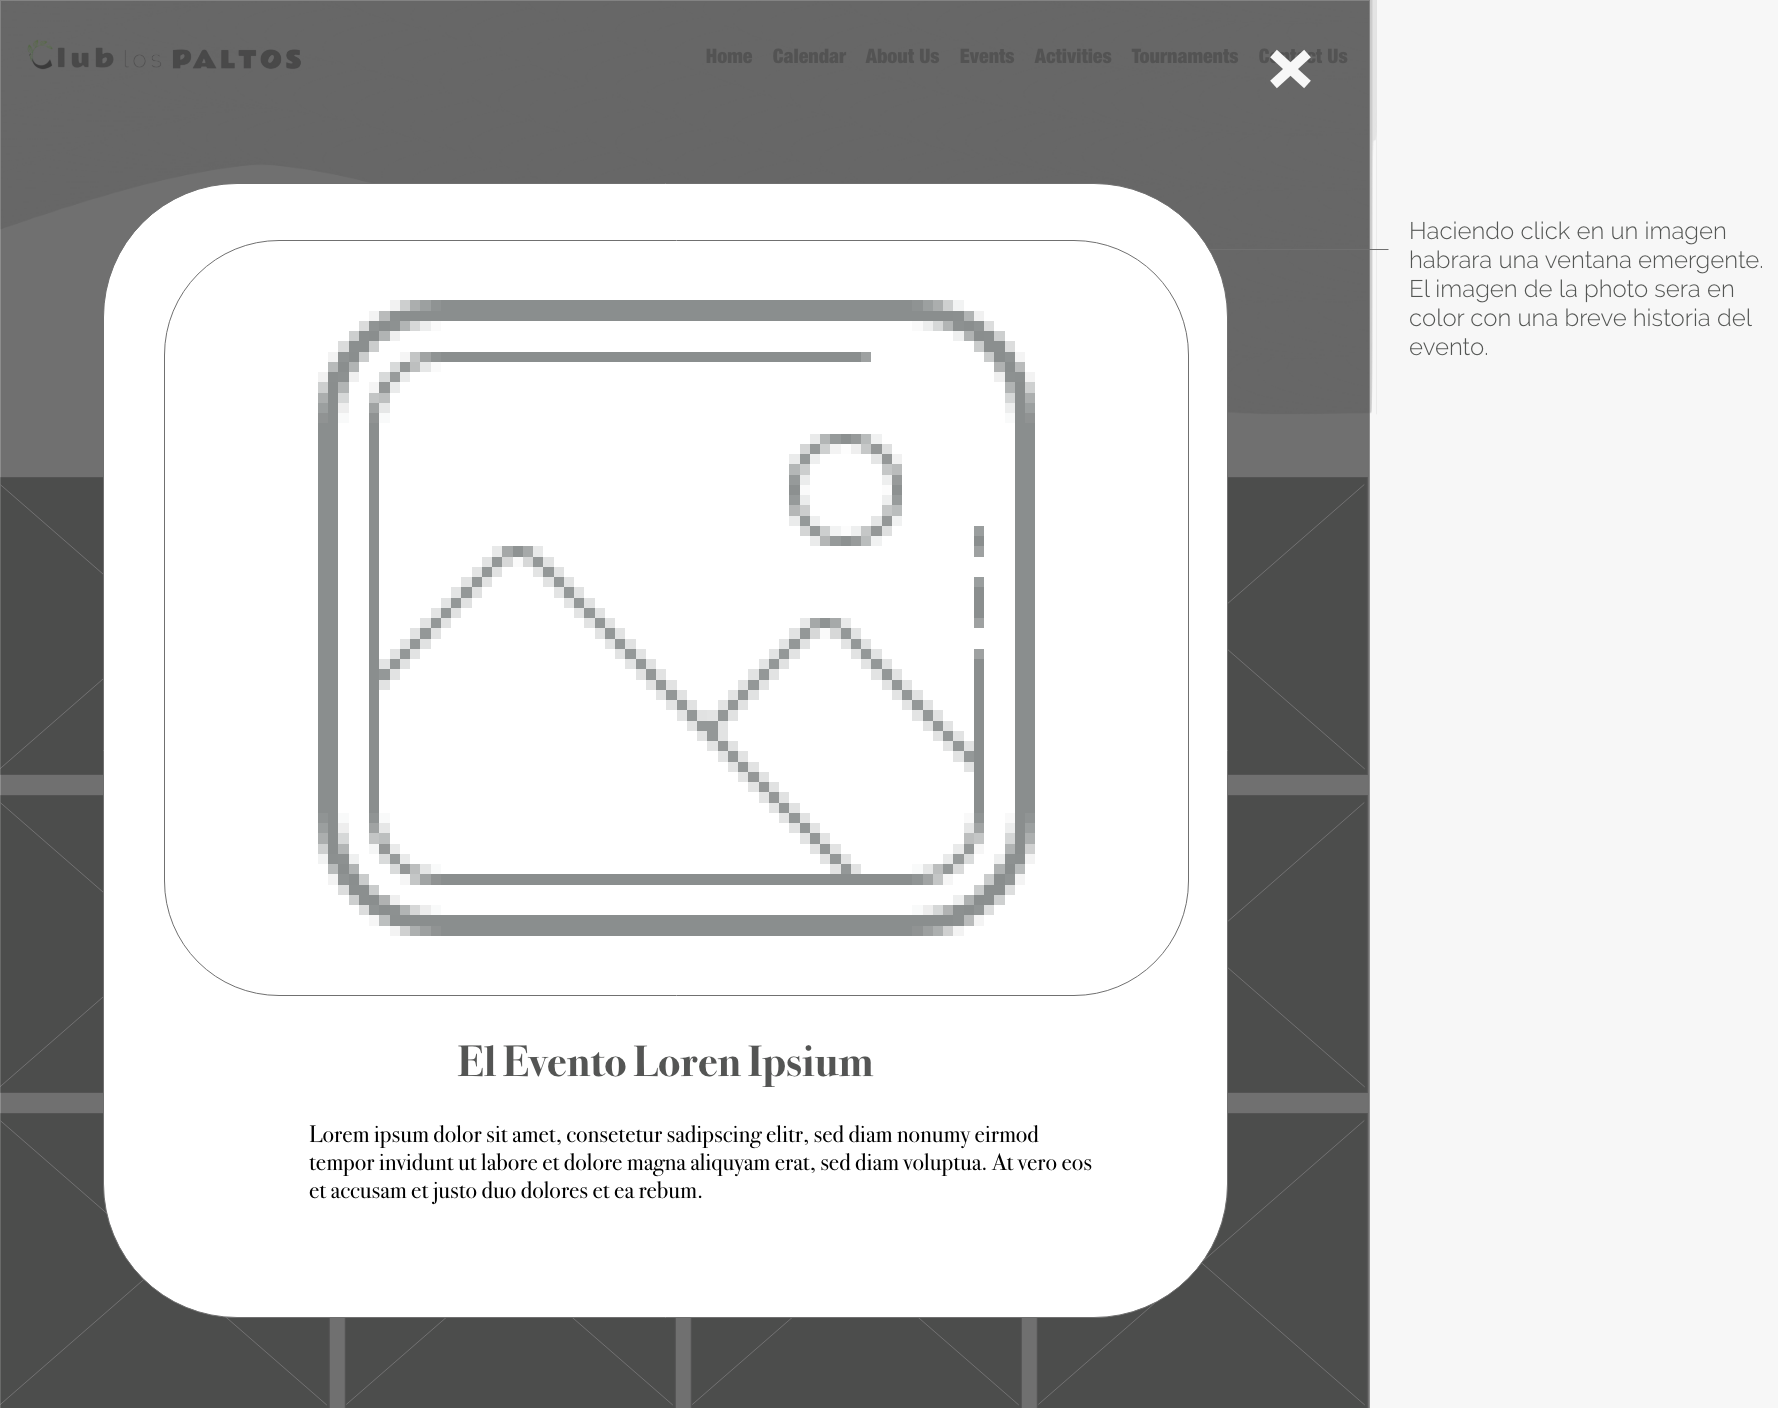 Club los PALTOS
Home Calendar About Us Events Activities Tournaments Contact Us
Haciendo click en un imagen
habrara una ventana emergente.
El imagen de la photo sera en
color con una breve historia del
evento.
El Evento Loren Ipsium
Lorem ipsum dolor sit amet, consetetur sadipscing elitr, sed diam nonumy eirmod
tempor invidunt ut labore et dolore magna aliquyam erat, sed diam voluptua. At vero eos
et accusam et justo duo dolores et ea rebum.